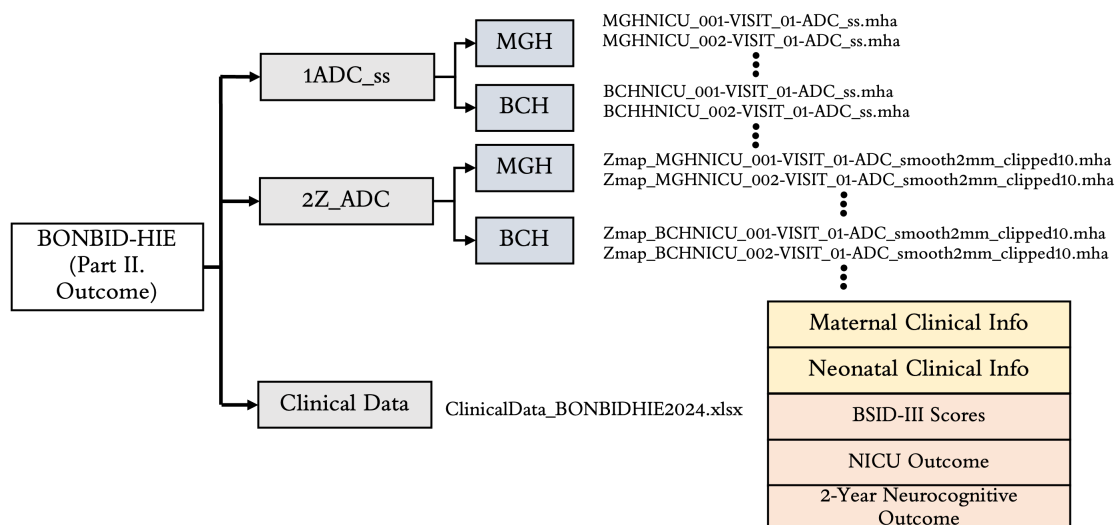 MGH
MGHNICU_001-VISIT_01-ADC_ss.mha
MGHNICU_002-VISIT_01-ADC_ss.mha
1ADC_ss
BCH
BCHNICU_001-VISIT_01-ADC_ss.mha
BCHHNICU_002-VISIT_01-ADC_ss.mha
MGH
Zmap_MGHNICU_001-VISIT_01-ADC_smooth2mm_clipped10.mha
Zmap_MGHNICU_002-VISIT_01-ADC_smooth2mm_clipped10.mha
2Z_ADC
BCH
Zmap_BCHNICU_001-VISIT_01-ADC_smooth2mm_clipped10.mha
Zmap_BCHNICU_002-VISIT_01-ADC_smooth2mm_clipped10.mha
BONBID-HIE
(Part II.
Outcome)
Clinical Data
ClinicalData_BONBIDHIE2024.xlsx
Maternal Clinical Info
Neonatal Clinical Info
BSID-III Scores
NICU Outcome
2-Year Neurocognitive
Outcome